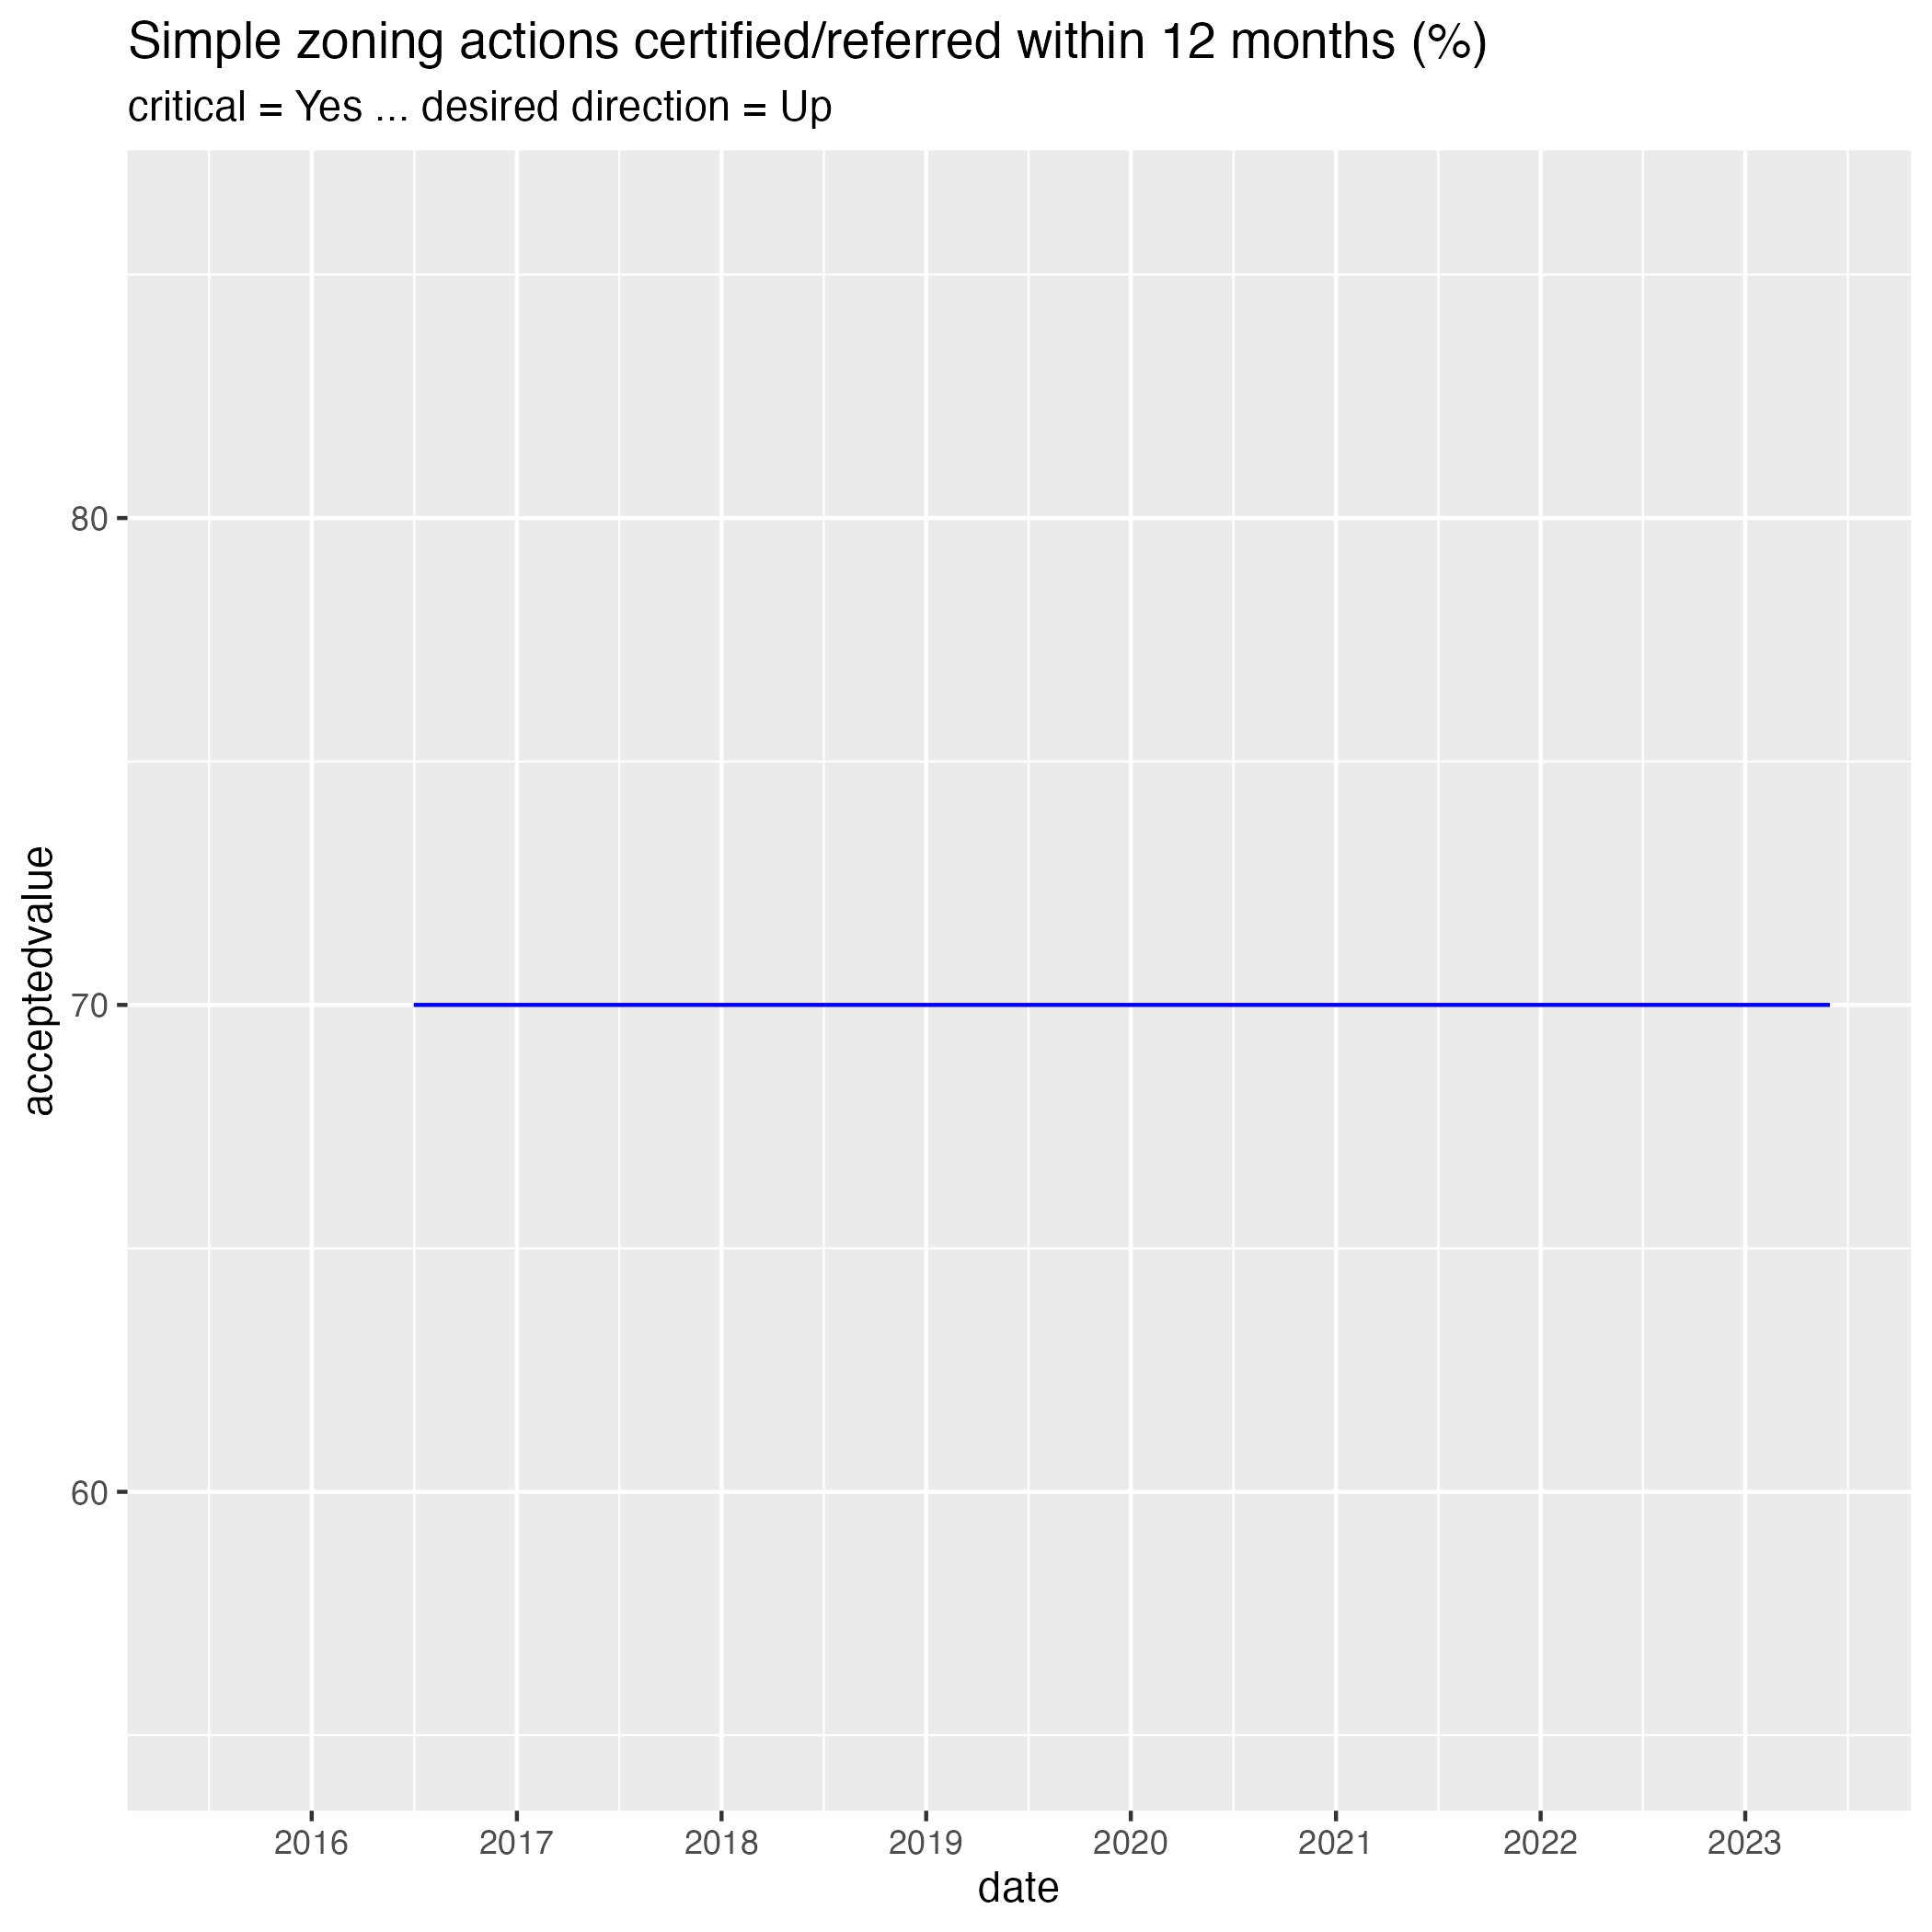 Simple zoning actions certified/referred within 12 months (%)
critical = Yes ... desired direction = Up
acceptedvalue
80
70
60
2016 2017 2018 2019 2020 2021 2022 2023
date